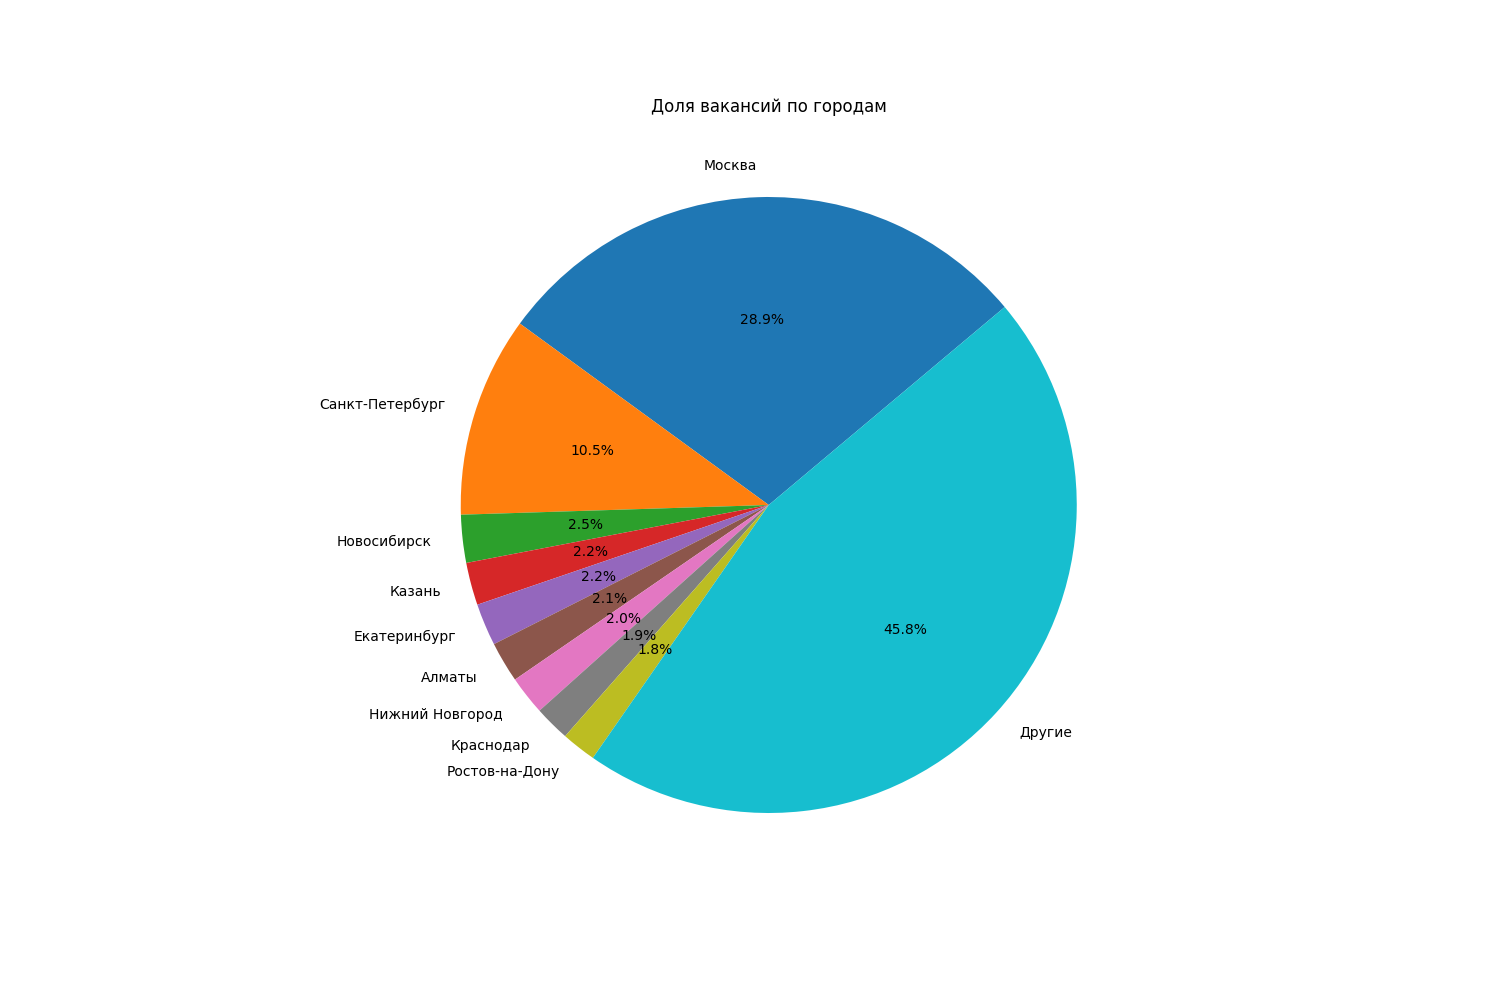 Доля вакансий по городам
Москва
28.9%
Санкт-Петербург
10.5%
Новосибирск
2.5%
Казань
2.2%
Екатеринбург
2.2%
Алматы
2.1%
Нижний Новгород
2.0%
Краснодар
1.9%
Ростов-на-Дону
1.8%
Другие
45.8%